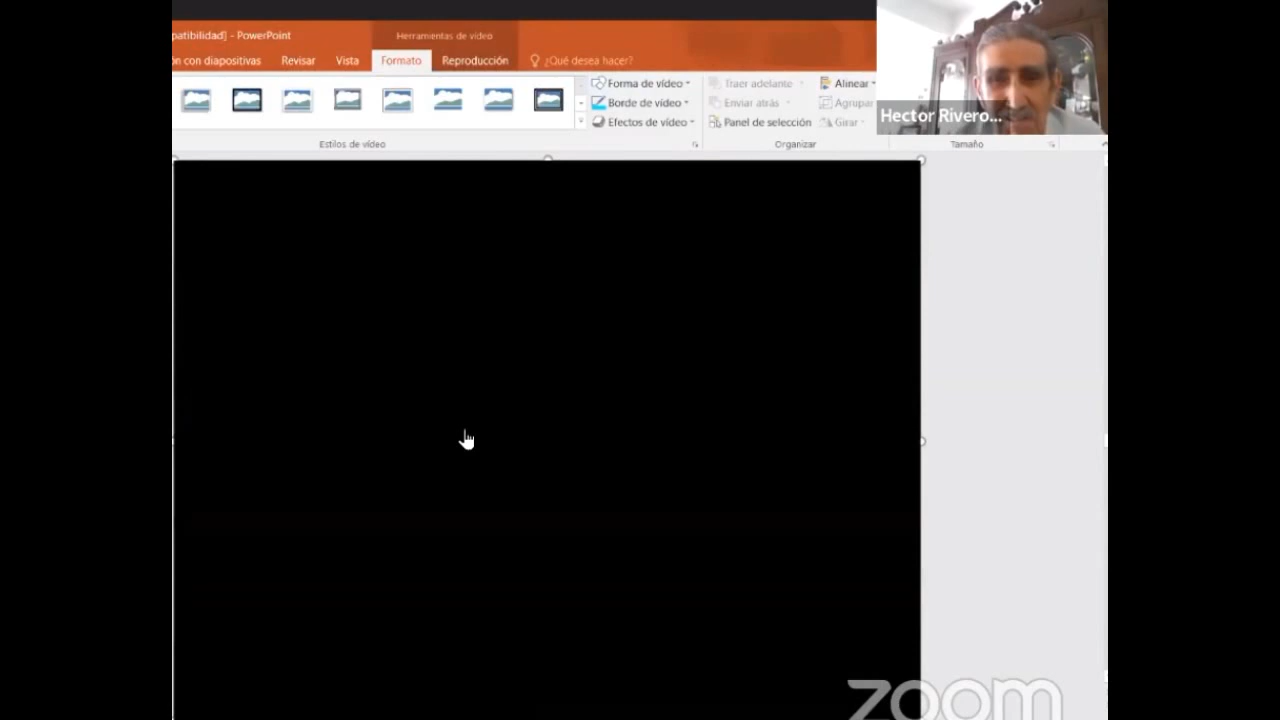 patibilidad] - PowerPoint
Herramientas de vídeo
ón con diapositivas Revisar Vista Formato Reproducción ¿Qué desea hacer?
Forma de vídeo Traer adelante Alinear
Borde de vídeo Enviar atrás Agrupa
Efectos de vídeo Panel de selección Girar
Estilos de vídeo Organizar Tamaño
Hector Rivero...
zoom